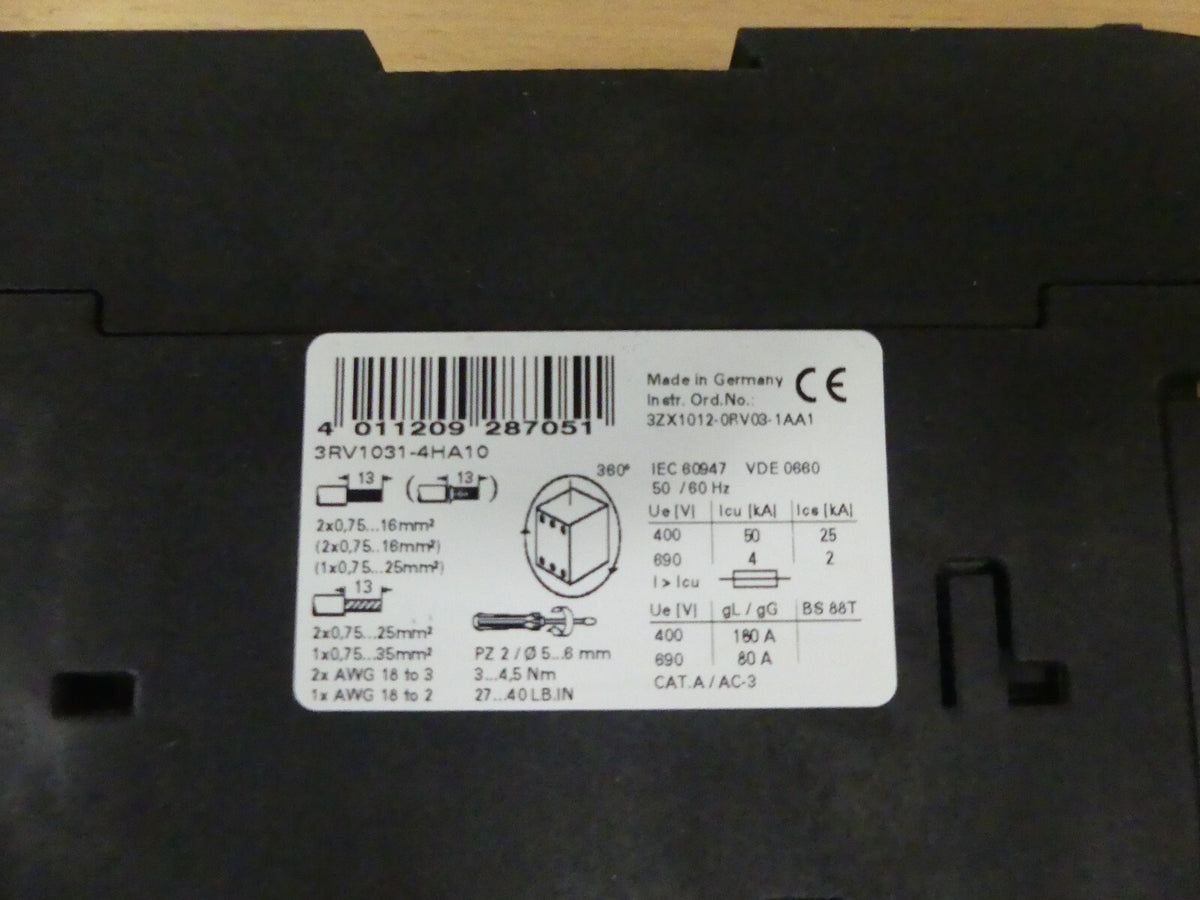 4 011209 287051
3RV1031-4HA10
13 ( 13 )
2x0,75...16mm²
(2x0,75...16mm²)
(1x0,75...25mm²)
13
2x0,75...25mm²
1x0,75...35mm²
2x AWG 18 to 3
1x AWG 18 to 2
360°
PZ 2 / Ø 5...6 mm
3...4,5 Nm
27...40 LB.IN
Made in Germany CE
Instr. Ord.No.:
3ZX1012-0RV03-1AA1
IEC 60947 VDE 0660
50 / 60 Hz
Ue [V] Icu [kA] Ics [kA]
400 50 25
690 4 2
I > Icu
Ue [V] gL / gG BS 88T
400 160 A
690 80 A
CAT.A / AC-3